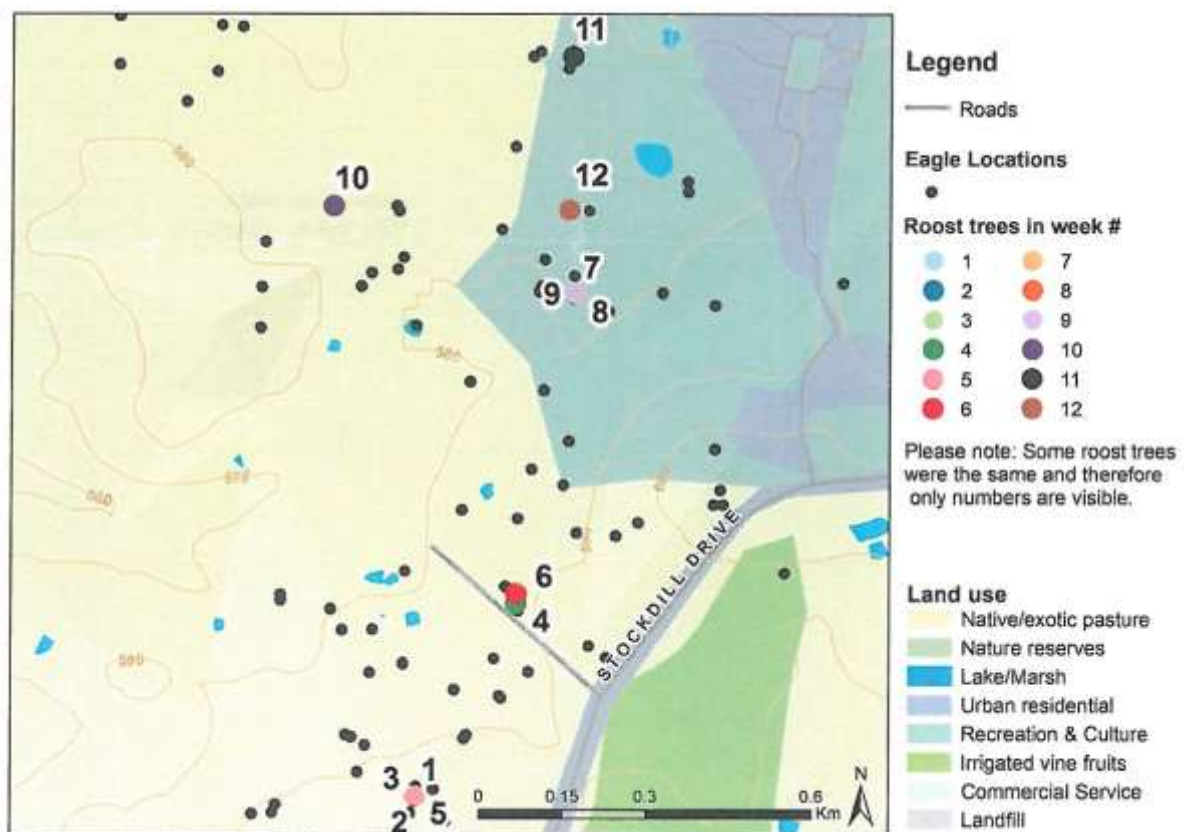 11
10
12
7
9
8
580
580
570
560
560
6
4
STOCKDILL DRIVE
3
1
2
5
0
0.15
0.3
0.6
Km
N
Legend
Roads
Eagle Locations
Roost trees in week #
1
7
2
8
3
9
4
10
5
11
6
12
Please note: Some roost trees
were the same and therefore
only numbers are visible.
Land use
Native/exotic pasture
Nature reserves
Lake/Marsh
Urban residential
Recreation & Culture
Irrigated vine fruits
Commercial Service
Landfill